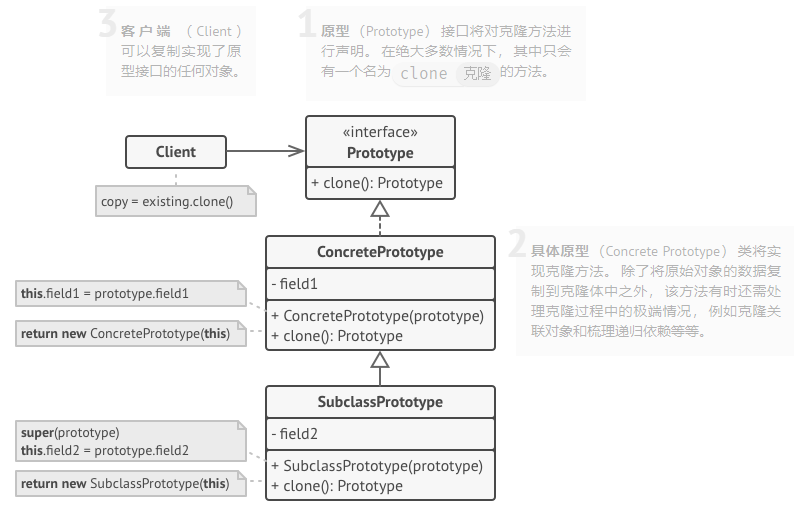 3
客户端 （Client）
可以复制实现了原
型接口的任何对象。
1
原型 （Prototype） 接口将对克隆方法进
行声明。 在绝大多数情况下， 其中只会
有一个名为 clone 克隆 的方法。
«interface»
Prototype
+ clone(): Prototype
Client
copy = existing.clone()
ConcretePrototype
- field1
+ ConcretePrototype(prototype)
+ clone(): Prototype
this.field1 = prototype.field1
return new ConcretePrototype(this)
2
具体原型 （Concrete Prototype） 类将实
现克隆方法。 除了将原始对象的数据复
制到克隆体中之外， 该方法有时还需处
理克隆过程中的极端情况， 例如克隆关
联对象和梳理递归依赖等等。
SubclassPrototype
- field2
+ SubclassPrototype(prototype)
+ clone(): Prototype
super(prototype)
this.field2 = prototype.field2
return new SubclassPrototype(this)